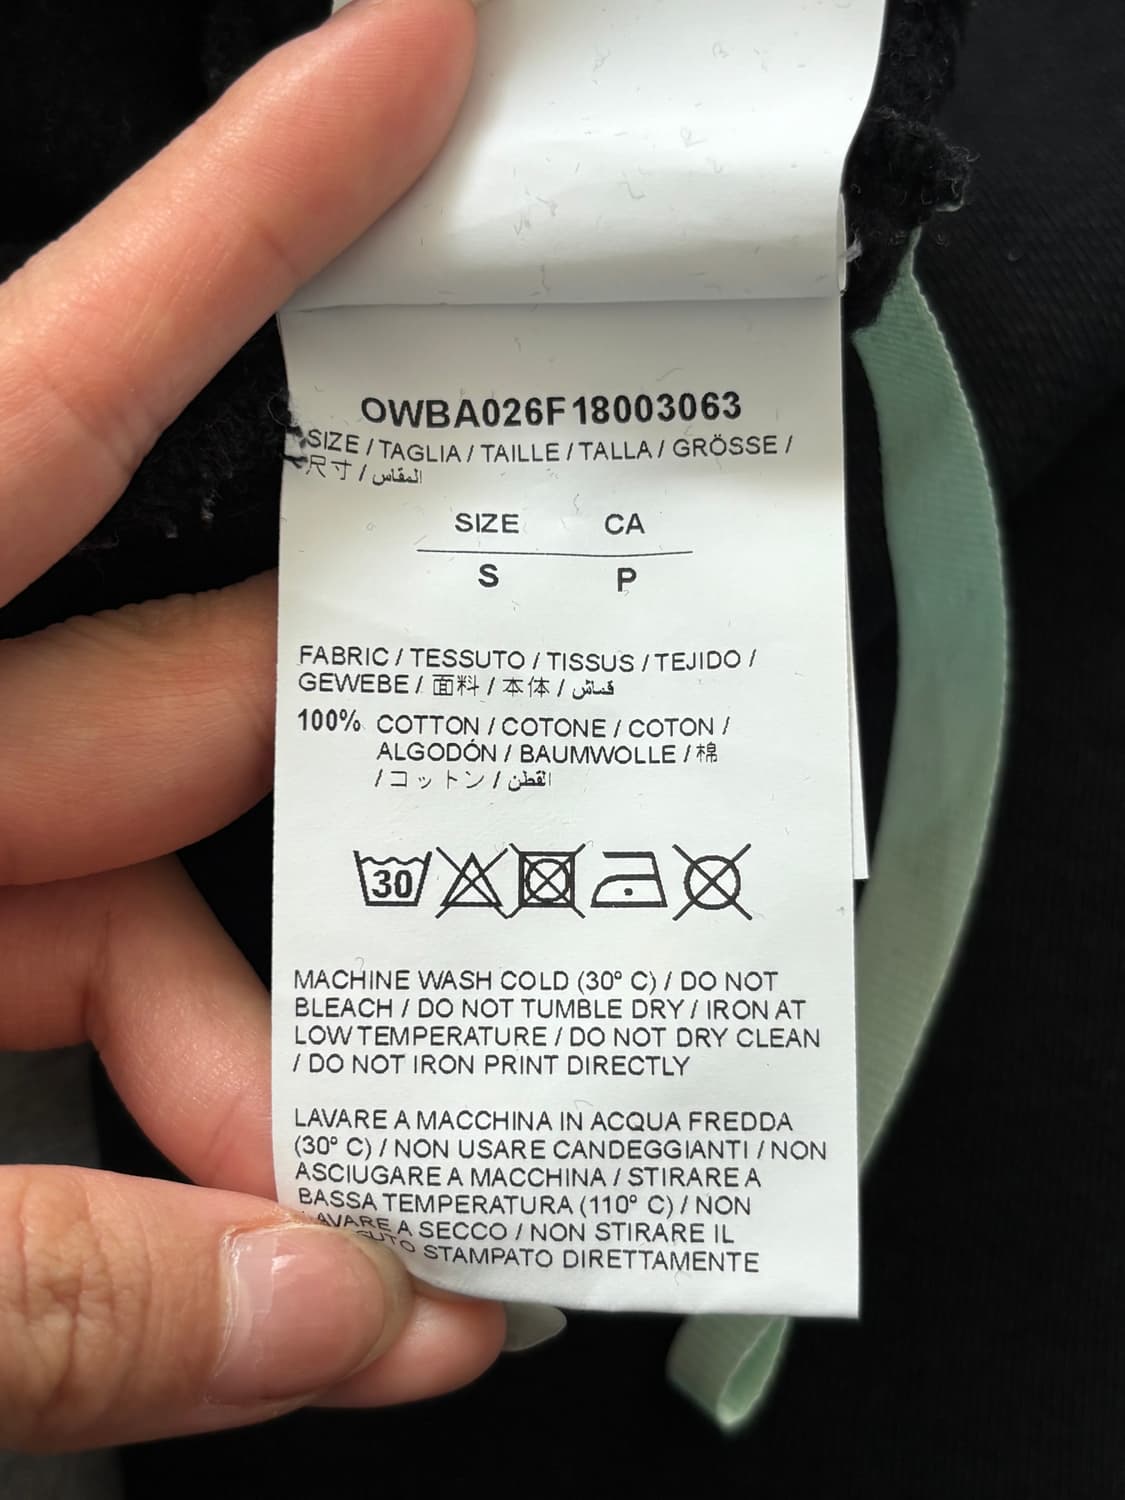 OWBA026F18003063
SIZE / TAGLIA / TAILLE / TALLA / GRÖSSE /
尺寸 / المقاس
SIZE CA
S P
FABRIC / TESSUTO / TISSUS / TEJIDO /
GEWEBE / 面料 / 本体 / قماش
100% COTTON / COTONE / COTON /
ALGODÓN / BAUMWOLLE / 棉
/ コットン / القطن
30
MACHINE WASH COLD (30° C) / DO NOT
BLEACH / DO NOT TUMBLE DRY / IRON AT
LOW TEMPERATURE / DO NOT DRY CLEAN
/ DO NOT IRON PRINT DIRECTLY
LAVARE A MACCHINA IN ACQUA FREDDA
(30° C) / NON USARE CANDEGGIANTI / NON
ASCIUGARE A MACCHINA / STIRARE A
BASSA TEMPERATURA (110° C) / NON
LAVARE A SECCO / NON STIRARE IL
STAMPATO DIRETTAMENTE